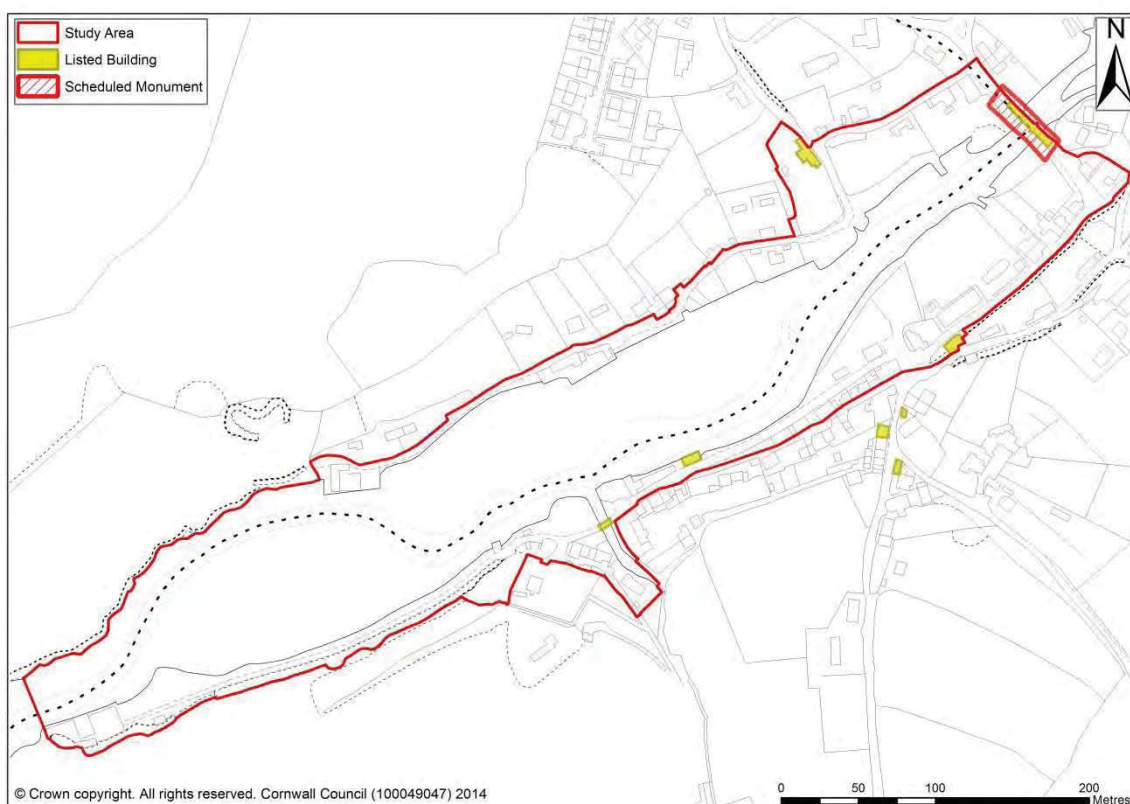 Study Area
Listed Building
Scheduled Monument
N
© Crown copyright. All rights reserved. Cornwall Council (100049047) 2014
0 50 100 200
Metres